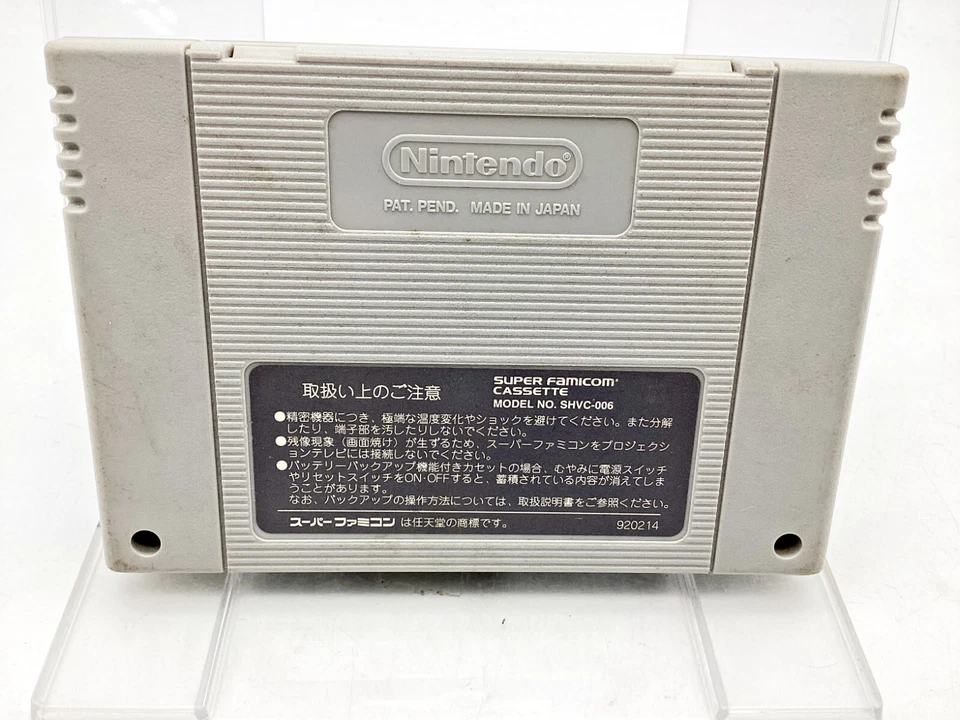 Nintendo®
PAT. PEND. MADE IN JAPAN
取扱い上のご注意
SUPER FAMICOM®
CASSETTE
MODEL NO. SHVC-006
●精密機器につき、極端な温度変化やショックを避けてください。また分解
したり、端子部を汚したりしないでください。
●残像現象（画面焼け）が生ずるため、スーパーファミコンをプロジェクシ
ョンテレビには接続しないでください。
●バッテリーバックアップ機能付きカセットの場合、むやみに電源スイッチ
やリセットスイッチをON·OFFすると、蓄積されている内容が消えてしま
うことがあります。
なお、バックアップの操作方法については、取扱説明書をご参照ください。
スーパーファミコン は任天堂の商標です。
920214